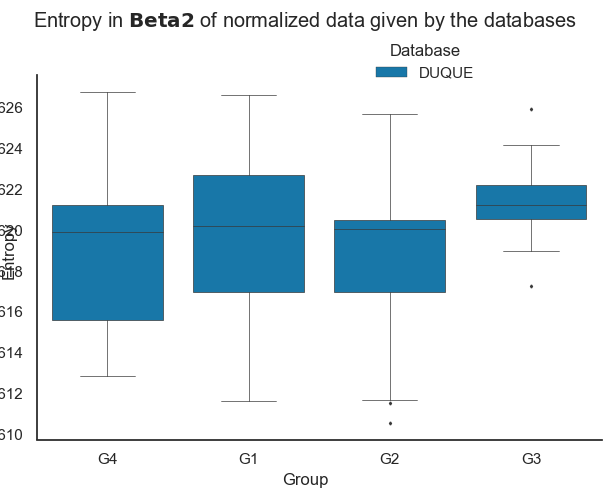 Entropy in Beta2 of normalized data given by the databases
Database
DUQUE
626
624
622
620
618
616
614
612
610
Entropy
G4 G1 G2 G3
Group